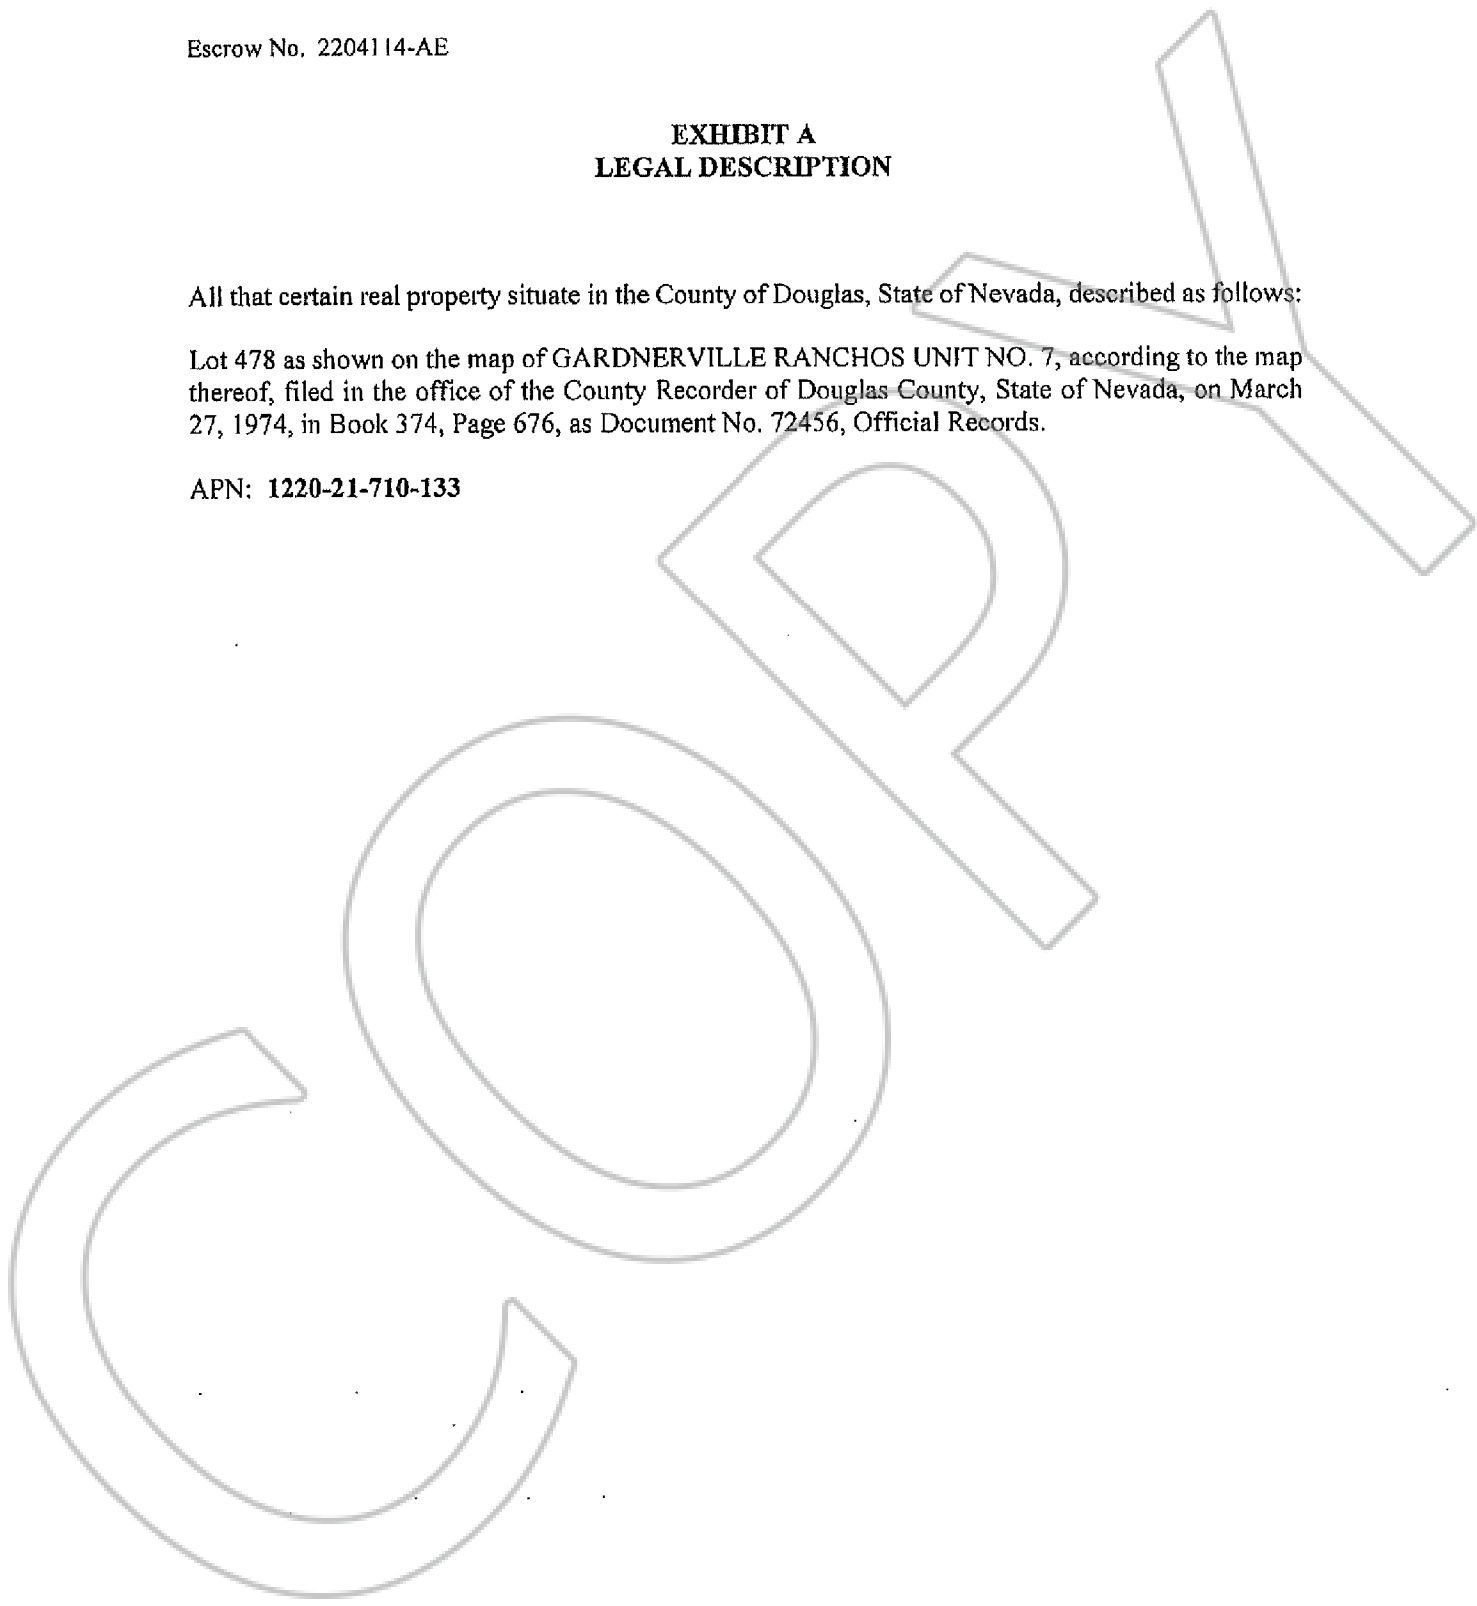 Escrow No. 2204114-AE
EXHIBIT A
LEGAL DESCRIPTION
All that certain real property situate in the County of Douglas, State of Nevada, described as follows:
Lot 478 as shown on the map of GARDNERVILLE RANCHOS UNIT NO. 7, according to the map
thereof, filed in the office of the County Recorder of Douglas County, State of Nevada, on March
27, 1974, in Book 374, Page 676, as Document No. 72456, Official Records.
APN: 1220-21-710-133
COPY